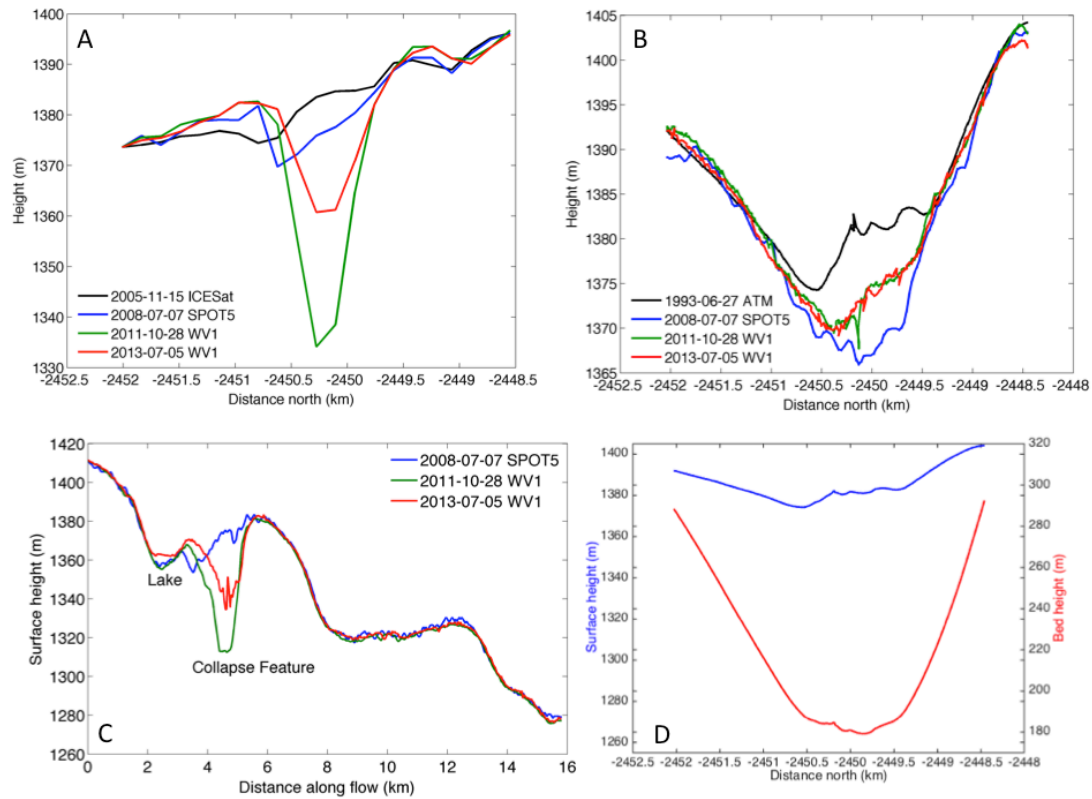 A
Height (m)
1400
1390
1380
1370
1360
1350
1340
1330
2005-11-15 ICESat
2008-07-07 SPOT5
2011-10-28 WV1
2013-07-05 WV1
-2452.5 -2452 -2451.5 -2451 -2450.5 -2450 -2449.5 -2449 -2448.5
Distance north (km)
B
Height (m)
1405
1400
1395
1390
1385
1380
1375
1370
1365
1993-06-27 ATM
2008-07-07 SPOT5
2011-10-28 WV1
2013-07-05 WV1
-2452.5 -2452 -2451.5 -2451 -2450.5 -2450 -2449.5 -2449 -2448.5 -2448
Distance north (km)
C
Surface height (m)
1420
1400
1380
1360
1340
1320
1300
1280
1260
2008-07-07 SPOT5
2011-10-28 WV1
2013-07-05 WV1
Lake
Collapse Feature
0 2 4 6 8 10 12 14 16
Distance along flow (km)
D
Surface height (m)
1400
1380
1360
1340
1320
1300
1280
1260
Bed height (m)
320
300
280
260
240
220
200
180
-2452.5 -2452 -2451.5 -2451 -2450.5 -2450 -2449.5 -2449 -2448.5 -2448
Distance north (km)